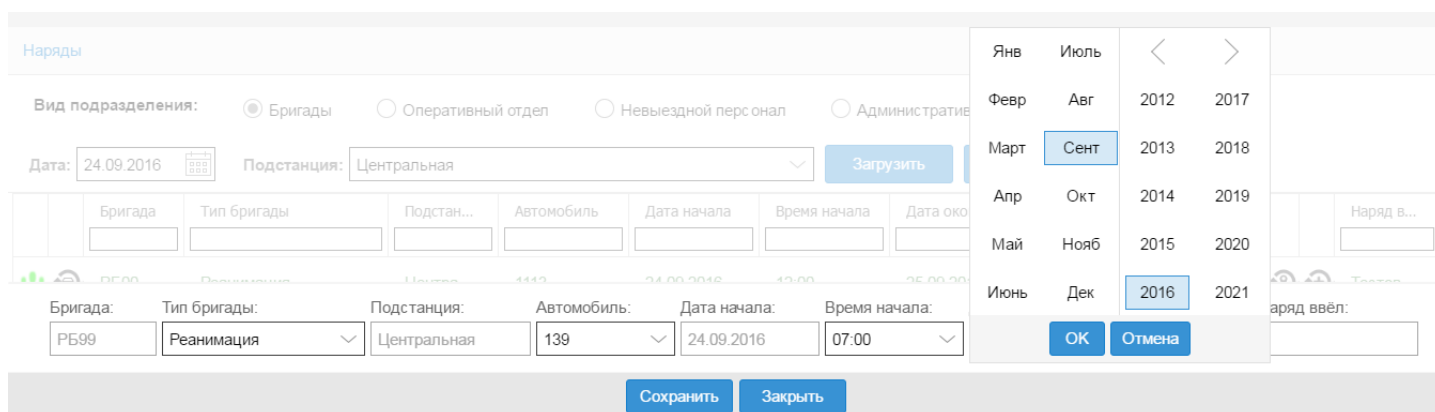 Наряды
Вид подразделения: Бригады Оперативный отдел Невыездной персонал Административ
Дата: 24.09.2016 Подстанция: Центральная Загрузить
Бригада Тип бригады Подстан... Автомобиль Дата начала Время начала Дата око Наряд в...
Янв Июль
Февр Авг 2012 2017
Март Сент 2013 2018
Апр Окт 2014 2019
Май Нояб 2015 2020
Июнь Дек 2016 2021
OK Отмена
Бригада: Тип бригады: Подстанция: Автомобиль: Дата начала: Время начала: аряд ввёл:
РБ99 Реанимация Центральная 139 24.09.2016 07:00
Сохранить Закрыть